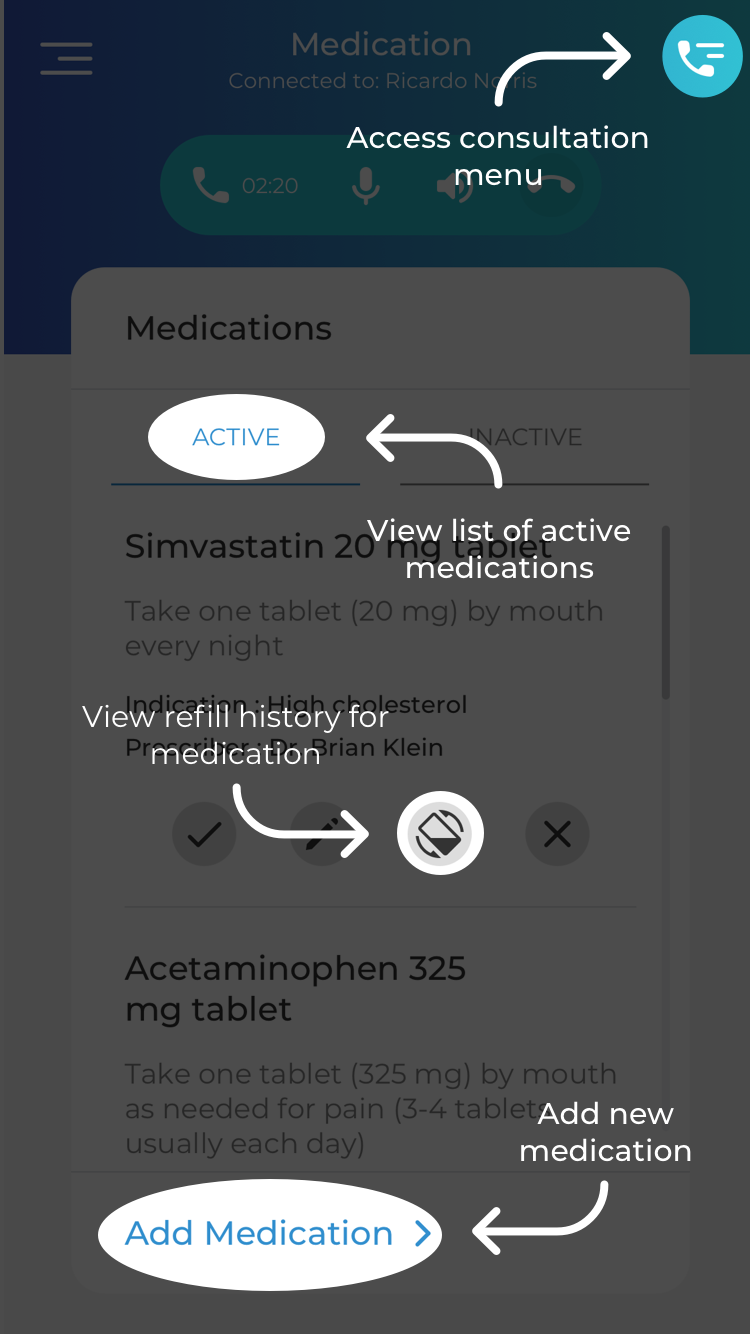 Medication
Connected to: Ricardo Norris
Access consultation
menu
02:20
Medications
ACTIVE
INACTIVE
View list of active
medications
Simvastatin 20 mg tablet
Take one tablet (20 mg) by mouth
every night
Indication : High cholesterol
View refill history for
medication
Prescriber : Dr. Brian Klein
Acetaminophen 325
mg tablet
Take one tablet (325 mg) by mouth
as needed for pain (3-4 tablets
usually each day)
Add new
medication
Add Medication